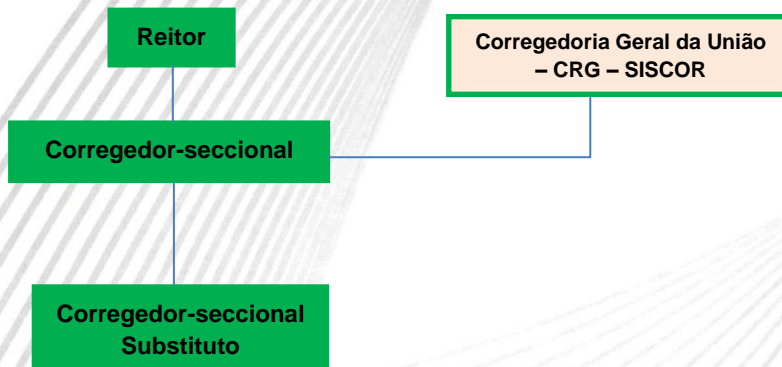 Reitor
Corregedoria Geral da União
– CRG – SISCOR
Corregedor-seccional
Corregedor-seccional
Substituto